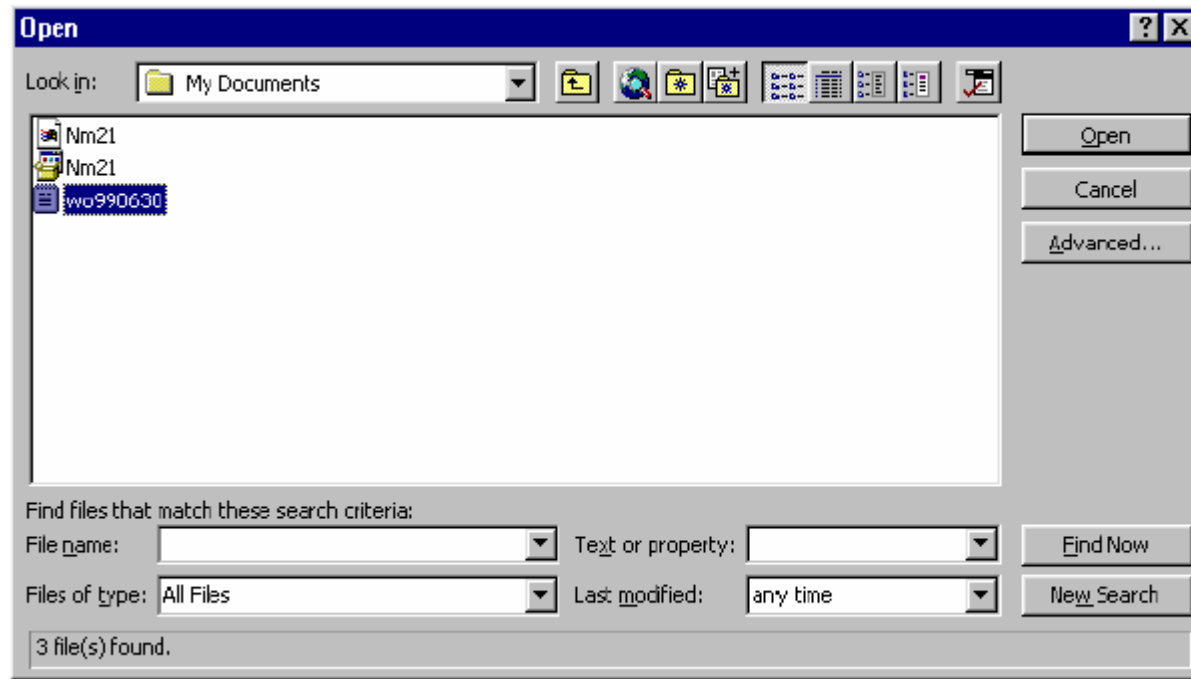 Open
Look in: My Documents
Nm21
Nm21
wo990630
Open
Cancel
Advanced...
Find files that match these search criteria:
File name: Text or property: Find Now
Files of type: All Files Last modified: any time New Search
3 file(s) found.